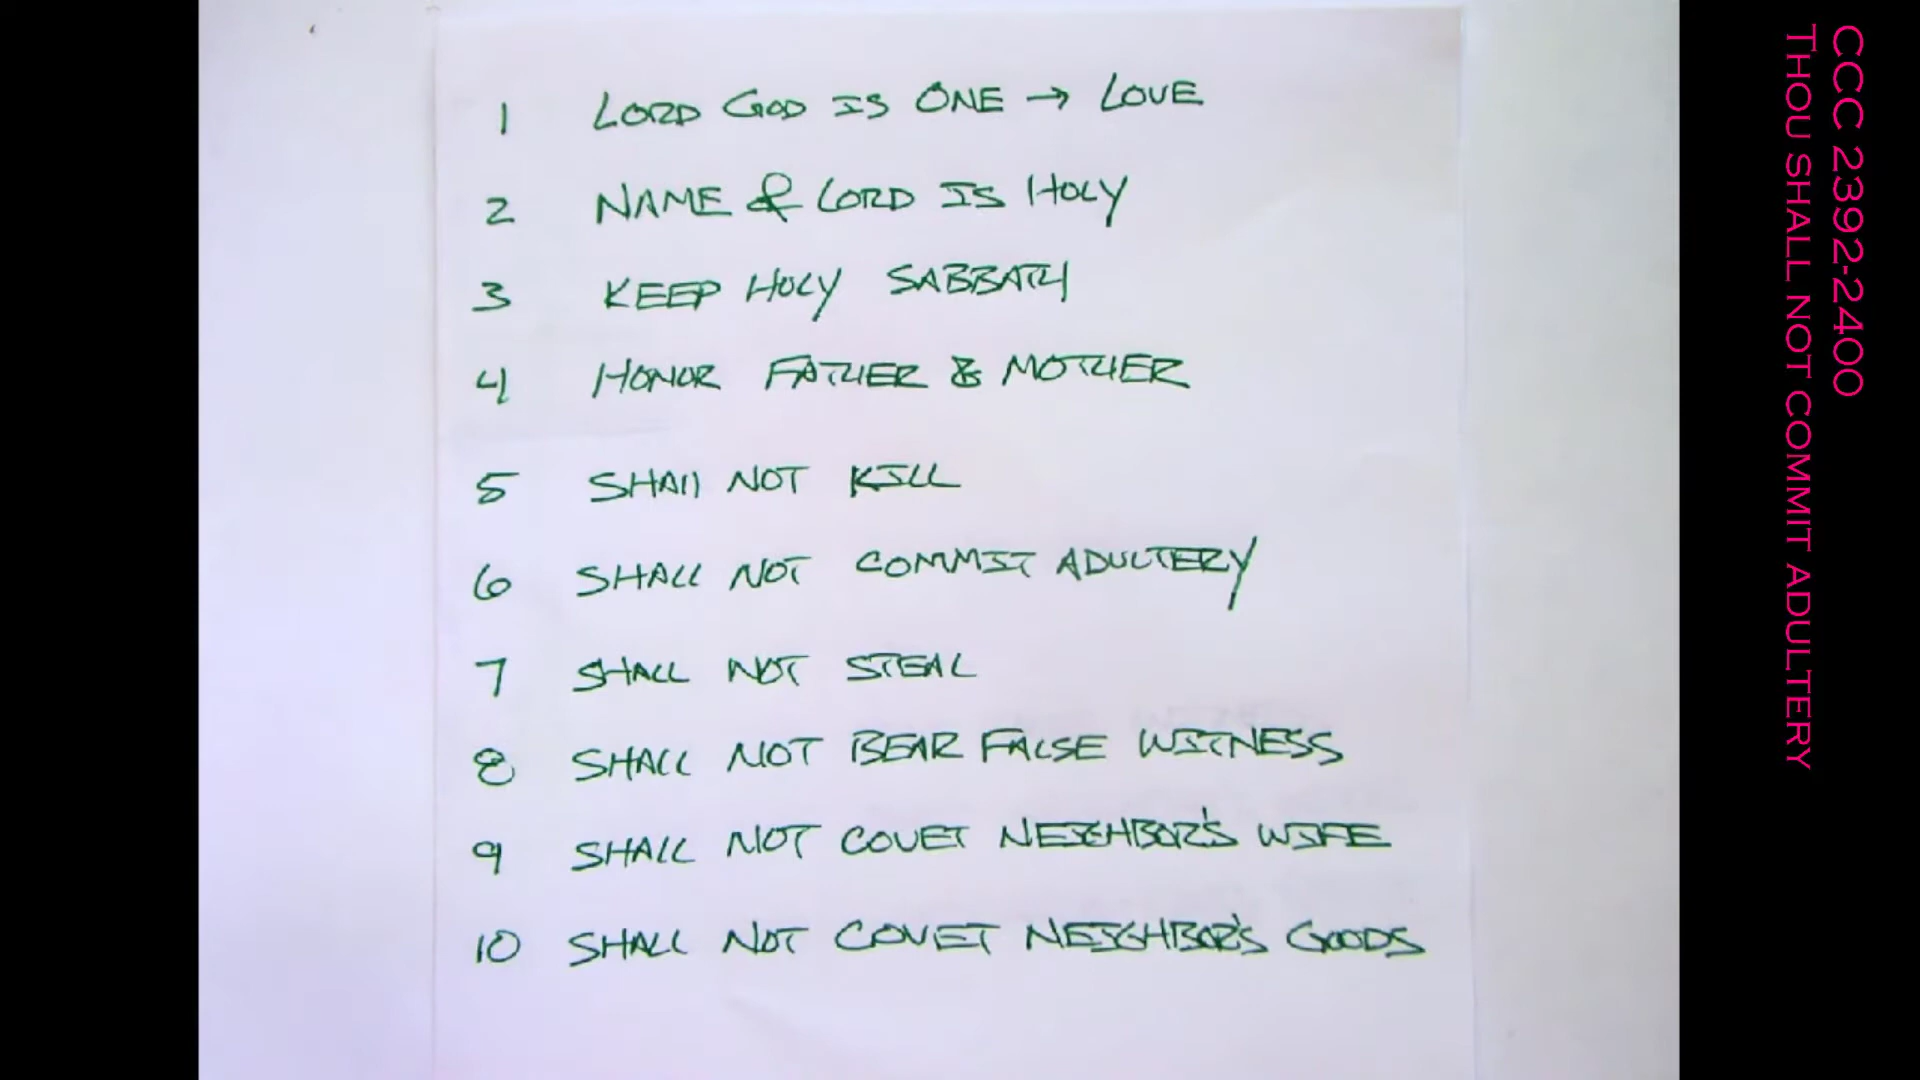 1 LORD GOD IS ONE → LOVE
2 NAME of LORD IS HOLY
3 KEEP HOLY SABBATH
4 HONOR FATHER & MOTHER
5 SHAll NOT KILL
6 SHALL NOT COMMIT ADULTERY
7 SHALL NOT STEAL
8 SHALL NOT BEAR FALSE WITNESS
9 SHALL NOT COVET NEIGHBOR'S WIFE
10 SHALL NOT COVET NEIGHBOR'S GOODS
CCC 2392-2400
THOU SHALL NOT COMMIT ADULTERY